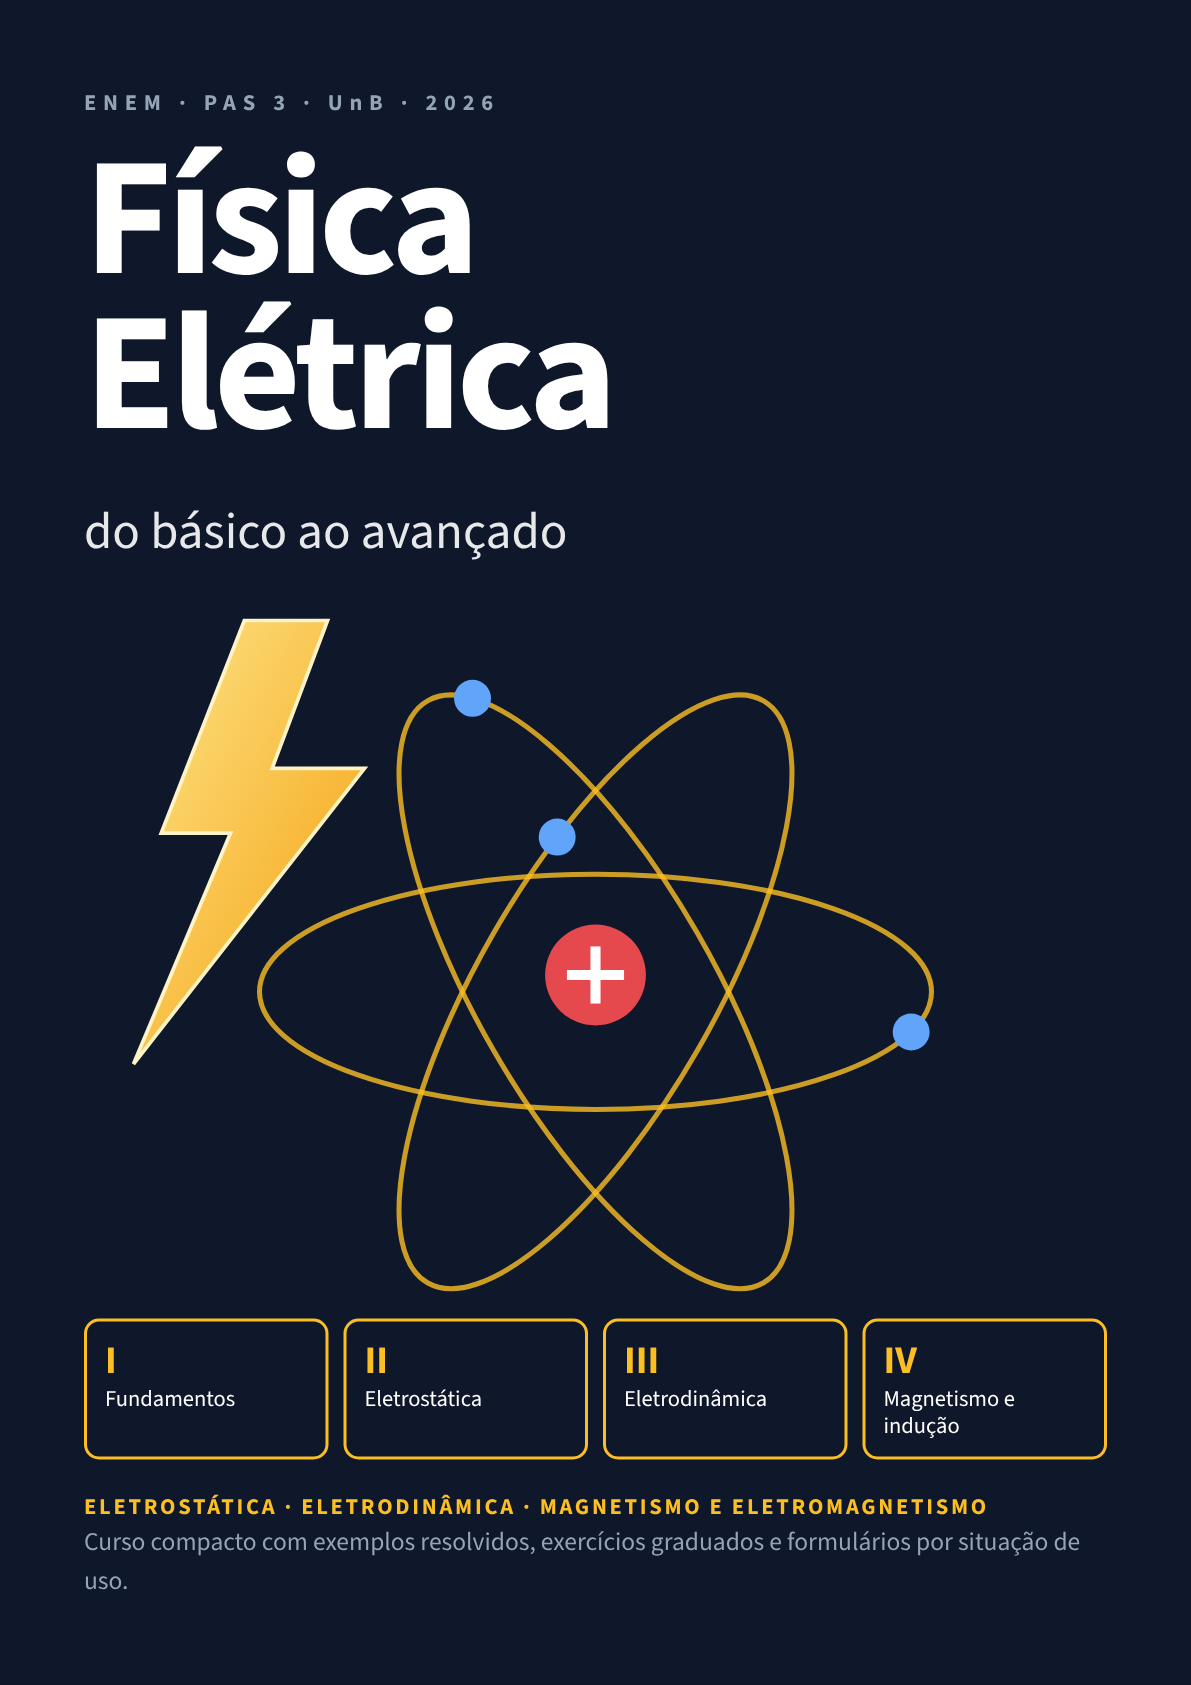 ENEM · PAS 3 · UnB · 2026
Física
Elétrica
do básico ao avançado
+
I
Fundamentos
II
Eletrostática
III
Eletrodinâmica
IV
Magnetismo e
indução
ELETROSTÁTICA · ELETRODINÂMICA · MAGNETISMO E ELETROMAGNETISMO
Curso compacto com exemplos resolvidos, exercícios graduados e formulários por situação de
uso.